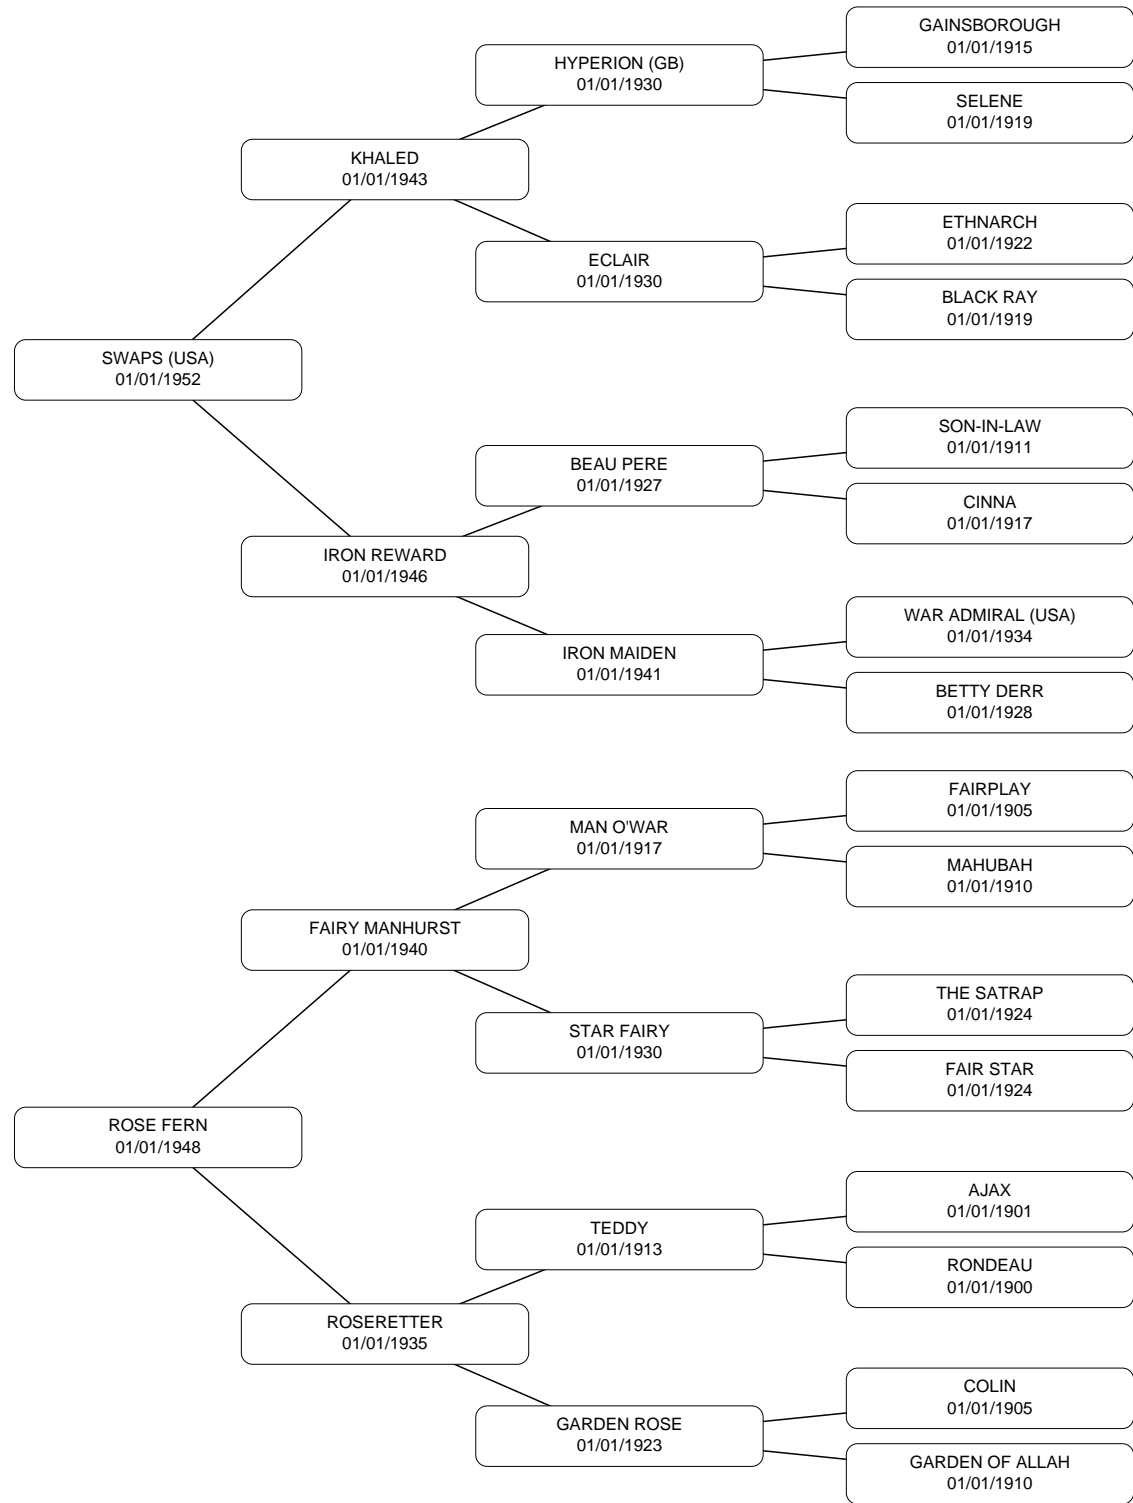 GAINSBOROUGH
01/01/1915
HYPERION (GB)
01/01/1930
SELENE
01/01/1919
KHALED
01/01/1943
ETHNARCH
01/01/1922
ECLAIR
01/01/1930
BLACK RAY
01/01/1919
SWAPS (USA)
01/01/1952
SON-IN-LAW
01/01/1911
BEAU PERE
01/01/1927
CINNA
01/01/1917
IRON REWARD
01/01/1946
WAR ADMIRAL (USA)
01/01/1934
IRON MAIDEN
01/01/1941
BETTY DERR
01/01/1928
FAIRPLAY
01/01/1905
MAN O'WAR
01/01/1917
MAHUBAH
01/01/1910
FAIRY MANHURST
01/01/1940
THE SATRAP
01/01/1924
STAR FAIRY
01/01/1930
FAIR STAR
01/01/1924
ROSE FERN
01/01/1948
AJAX
01/01/1901
TEDDY
01/01/1913
RONDEAU
01/01/1900
ROSERETTER
01/01/1935
COLIN
01/01/1905
GARDEN ROSE
01/01/1923
GARDEN OF ALLAH
01/01/1910